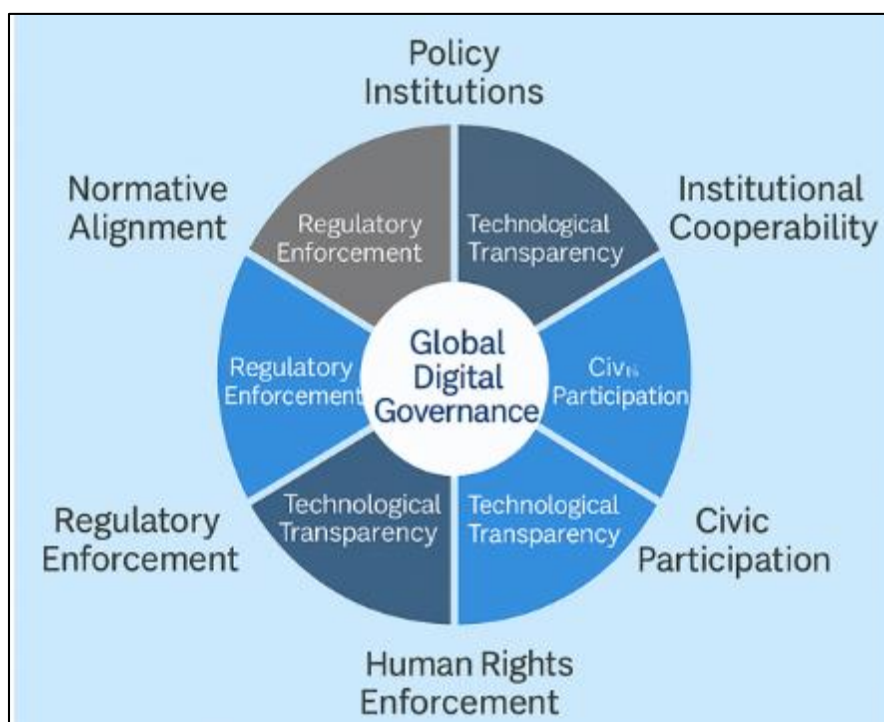 Policy
Institutions
Normative
Alignment
Institutional
Cooperability
Regulatory
Enforcement
Technological
Transparency
Regulatory
Enforcement
Global
Digital
Governance
Participation
Technological
Transparency
Technological
Transparency
Regulatory
Enforcement
Civic
Participation
Human Rights
Enforcement